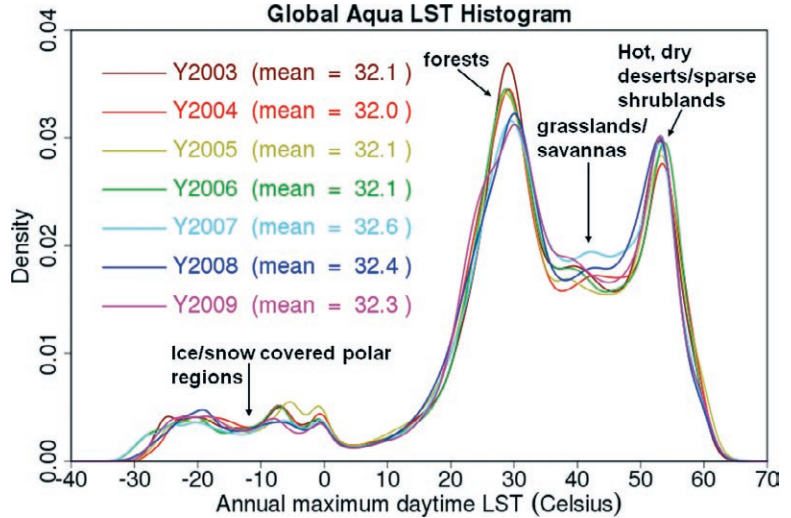 Global Aqua LST Histogram
0.04
0.03
0.02
0.01
0.00
Density
Y2003 (mean = 32.1 )
Y2004 (mean = 32.0 )
Y2005 (mean = 32.1 )
Y2006 (mean = 32.1 )
Y2007 (mean = 32.6 )
Y2008 (mean = 32.4 )
Y2009 (mean = 32.3 )
forests
Hot, dry
deserts/sparse
shrublands
grasslands/
savannas
Ice/snow covered polar
regions
-40 -30 -20 -10 0 10 20 30 40 50 60 70
Annual maximum daytime LST (Celsius)